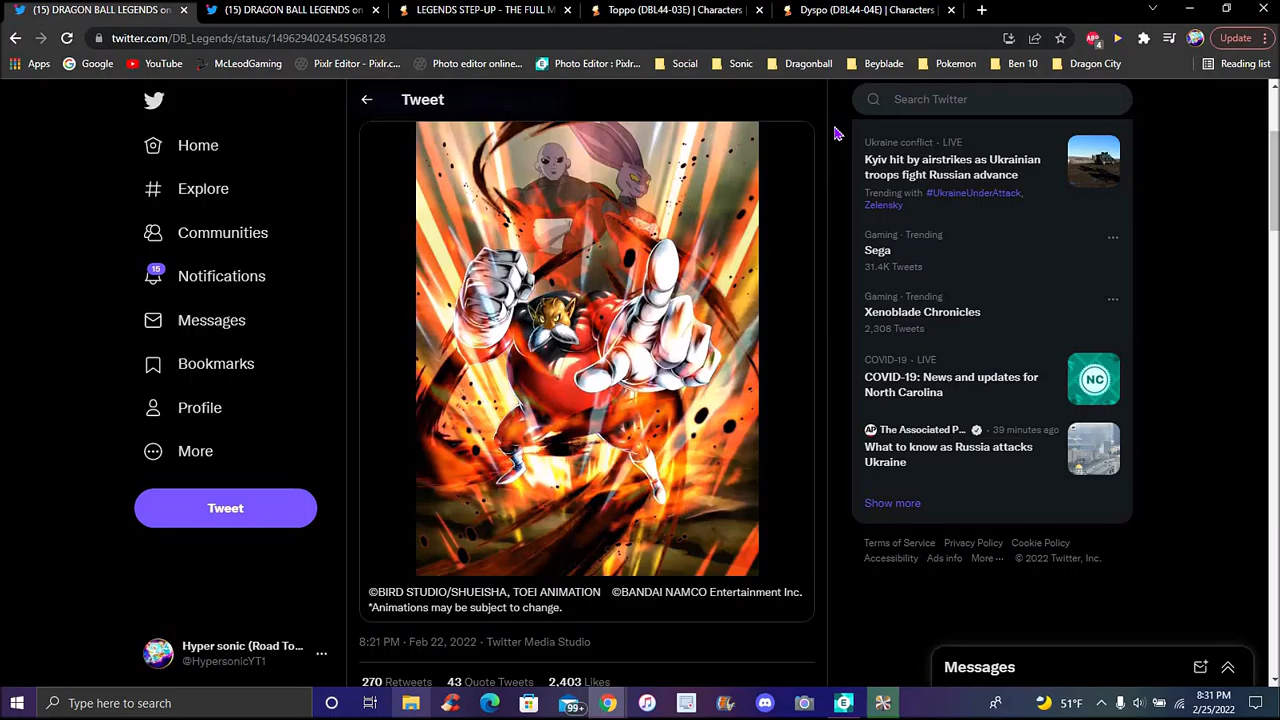 (15) DRAGON BALL LEGENDS on
(15) DRAGON BALL LEGENDS on
LEGENDS STEP-UP - THE FULL M
Toppo (DBL44-03E) | Characters
Dyspo (DBL44-04E) | Characters
twitter.com/DB_Legends/status/1496294024545968128
4
Update
Apps
Google
YouTube
McLeodGaming
Pixlr Editor - Pixlr.c...
Photo editor online...
Photo Editor : Pixr...
Social
Sonic
Dragonball
Beyblade
Pokemon
Ben 10
Dragon City
Reading list
Home
Explore
Communities
15
Notifications
Messages
Bookmarks
Profile
More
Tweet
Hyper sonic (Road To...
@HypersonicYT1
Tweet
©BIRD STUDIO/SHUEISHA, TOEI ANIMATION ©BANDAI NAMCO Entertainment Inc.
*Animations may be subject to change.
8:21 PM · Feb 22, 2022 · Twitter Media Studio
270 Retweets 43 Quote Tweets 2,403 Likes
Search Twitter
Ukraine conflict · LIVE
Kyiv hit by airstrikes as Ukrainian
troops fight Russian advance
Trending with #UkraineUnderAttack,
Zelensky
Gaming · Trending
Sega
31.4K Tweets
Gaming · Trending
Xenoblade Chronicles
2,308 Tweets
COVID-19 · LIVE
COVID-19: News and updates for
North Carolina
NC
AP The Associated P... · 39 minutes ago
What to know as Russia attacks
Ukraine
Show more
Terms of Service Privacy Policy Cookie Policy
Accessibility Ads info More ··· © 2022 Twitter, Inc.
Messages
Type here to search
99+
51°F
8:31 PM
2/25/2022